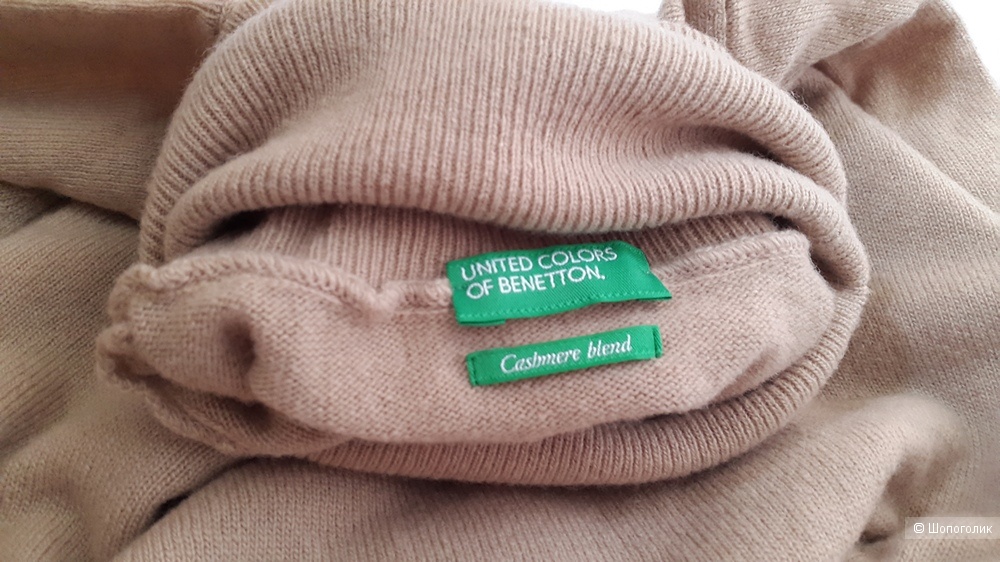 UNITED COLORS
OF BENETTON.
Cashmere blend
© Шопоголик